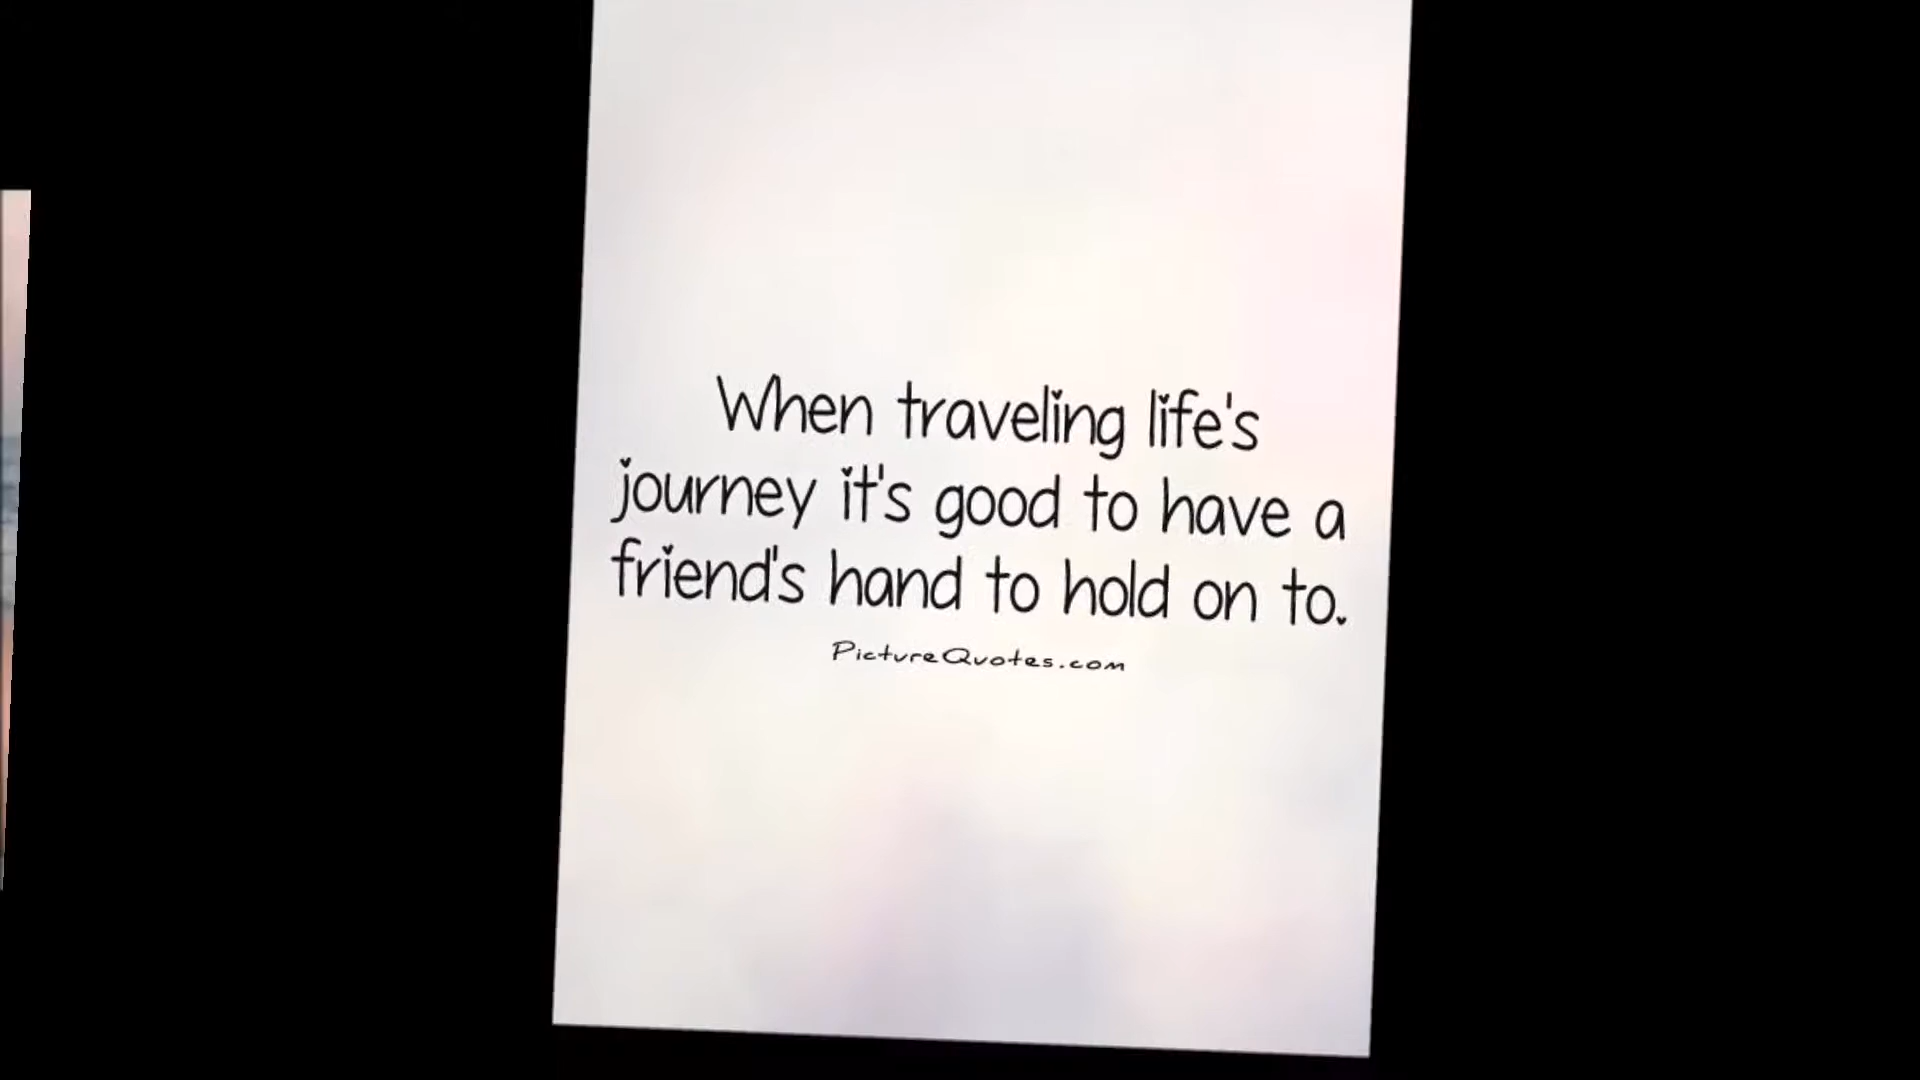 When traveling life's
journey it's good to have a
friend's hand to hold on to.
PictureQuotes.com